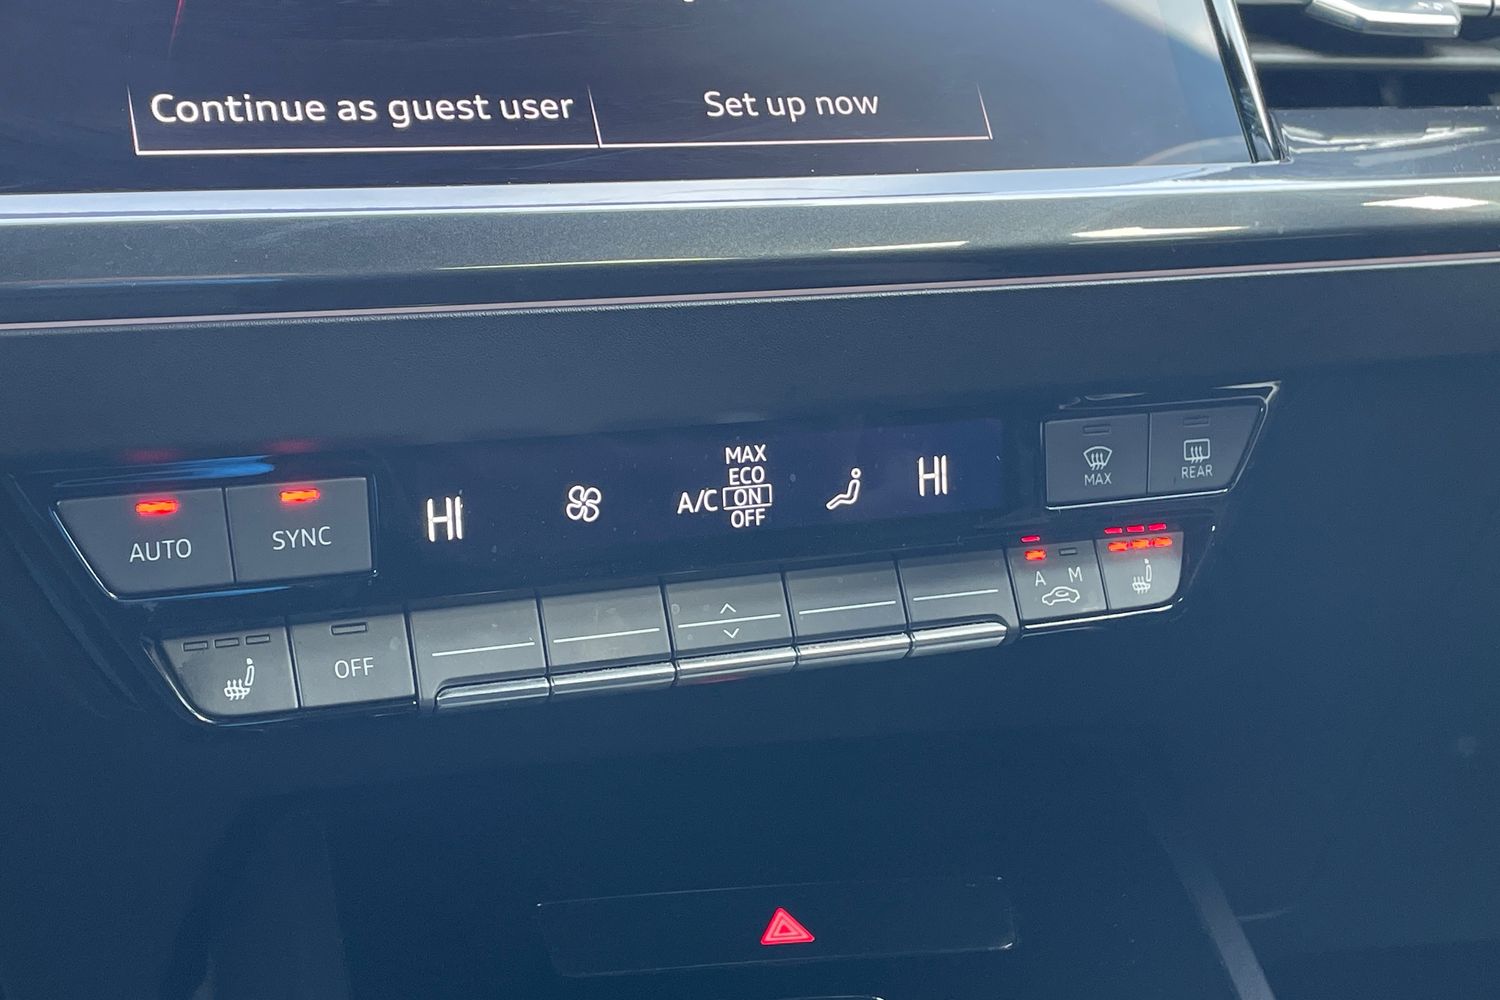 Continue as guest user
Set up now
AUTO
SYNC
HI
A/C
MAX
ECO
ON
OFF
HI
MAX
REAR
OFF
A M